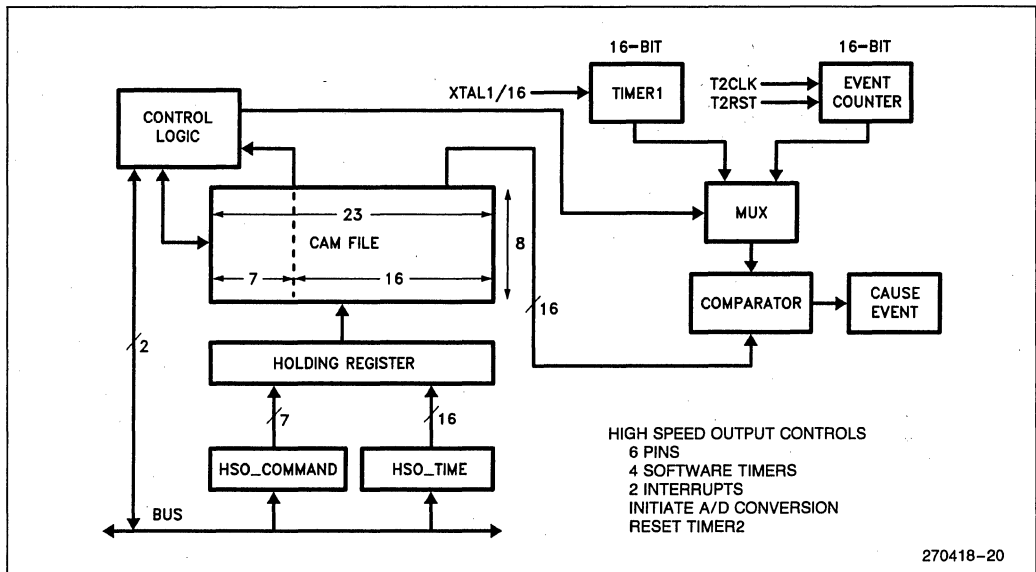 16-BIT
16-BIT
XTAL1/16
TIMER1
T2CLK
T2RST
EVENT
COUNTER
CONTROL
LOGIC
23
CAM FILE
7
16
8
MUX
16
COMPARATOR
CAUSE
EVENT
2
HOLDING REGISTER
7
16
HSO_COMMAND
HSO_TIME
BUS
HIGH SPEED OUTPUT CONTROLS
6 PINS
4 SOFTWARE TIMERS
2 INTERRUPTS
INITIATE A/D CONVERSION
RESET TIMER2
270418-20